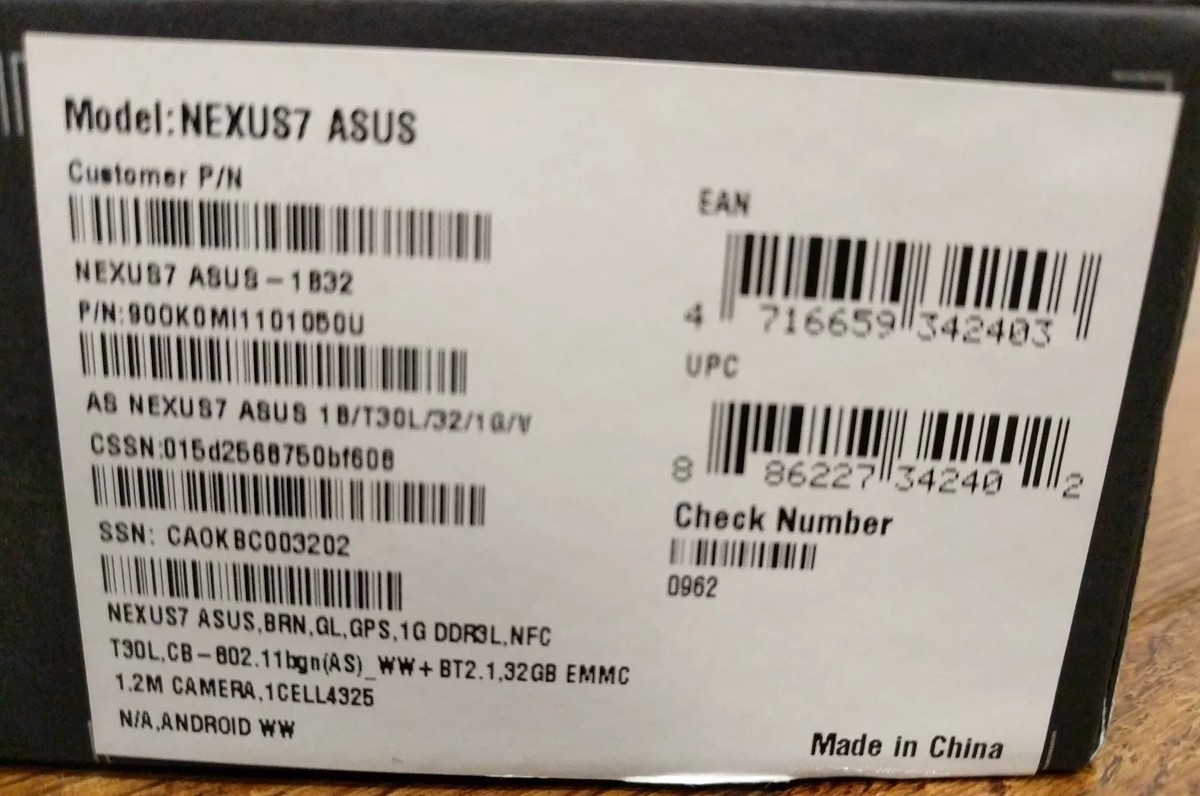 Model:NEXUS7 ASUS
Customer P/N
NEXUS7 ASUS-1B32
P/N:90OK0MI1101050U
AS NEXUS7 ASUS 1B/T30L/32/1G/V
CSSN:015d2568750bf608
SSN: CAOKBC003202
NEXUS7 ASUS,BRN,GL,GPS,1G DDR3L,NFC
T30L,CB-802.11bgn(AS)_WW+BT2.1,32GB EMMC
1.2M CAMERA,1CELL4325
N/A,ANDROID WW
EAN
4 716659 342403
UPC
8 86227 34240 2
Check Number
0962
Made in China